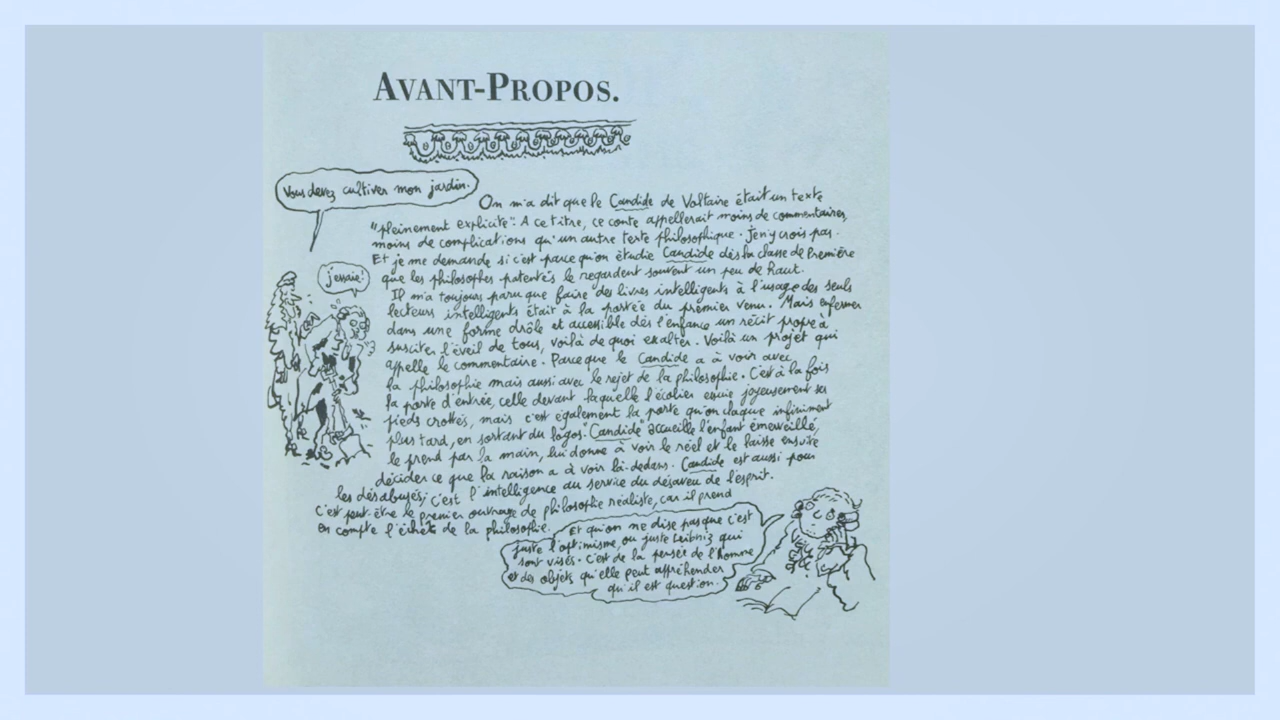 AVANT-PROPOS.
Vous devez cultiver mon jardin.
j'essaie!
On m'a dit que le Candide de Voltaire était un texte
"pleinement explicite". A ce titre, ce conte appellerait moins de commentaires,
moins de complications qu'un autre texte philosophique. Je n'y crois pas.
Et je me demande si c'est parce qu'on étudie Candide dès la classe de Première
que les philosophes patentés le regardent souvent un peu de haut.
Il m'a toujours paru que faire des livres intelligents à l'usage des seuls
lecteurs intelligents était à la portée du premier venu. Mais enfermer
dans une forme drôle et accessible dès l'enfance un récit propre à
susciter l'éveil de tous, voilà de quoi exalter. Voilà un projet qui
appelle le commentaire. Parce que le Candide a à voir avec
la philosophie mais aussi avec le rejet de la philosophie. C'est à la fois
la porte d'entrée, celle devant laquelle l'écolier essuie joyeusement ses
pieds crottés, mais c'est également la porte qu'on claque infiniment
plus tard, en sortant du logos. "Candide" accueille l'enfant émerveillé,
le prend par la main, lui donne à voir le réel et le laisse ensuite
décider ce que la raison a à voir là-dedans. Candide est aussi pour
les désabusés; c'est l'intelligence au service du désaveu de l'esprit.
C'est peut-être le premier ouvrage de philosophie réaliste, car il prend
en compte l'échec de la philosophie.
Et qu'on ne dise pas que c'est
juste l'optimisme, ou juste Leibniz qui
sont visés. C'est de la pensée de l'Homme
et des objets qu'elle peut appréhender
qu'il est question.